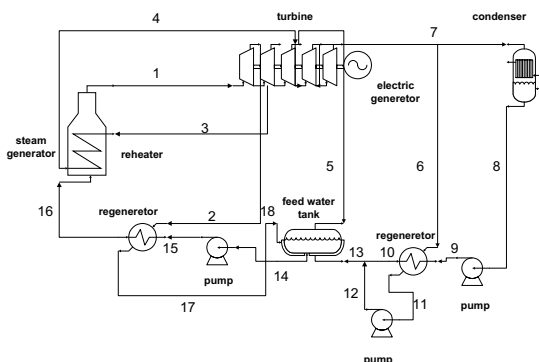 4
turbine
condenser
7
1
electric
generetor
3
steam
generator
reheater
5
6
8
feed water
tank
16
regeneretor
2
18
regeneretor
15
13
10
9
pump
14
17
12
11
pump
pump